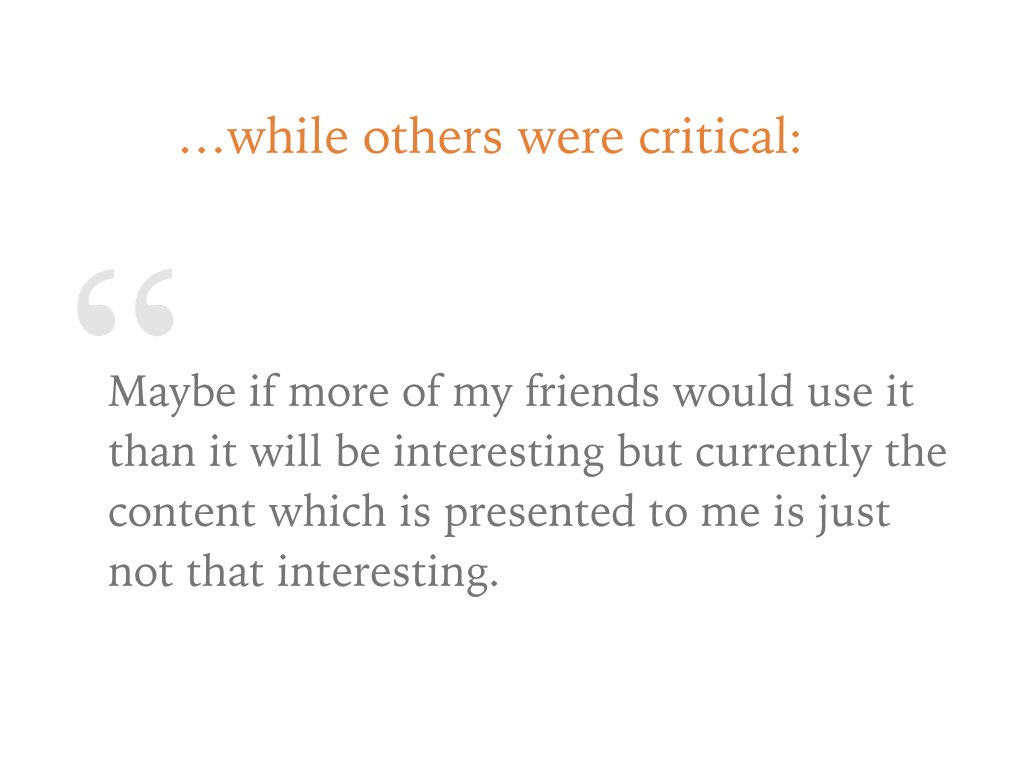 …while others were critical:
“
Maybe if more of my friends would use it
than it will be interesting but currently the
content which is presented to me is just
not that interesting.